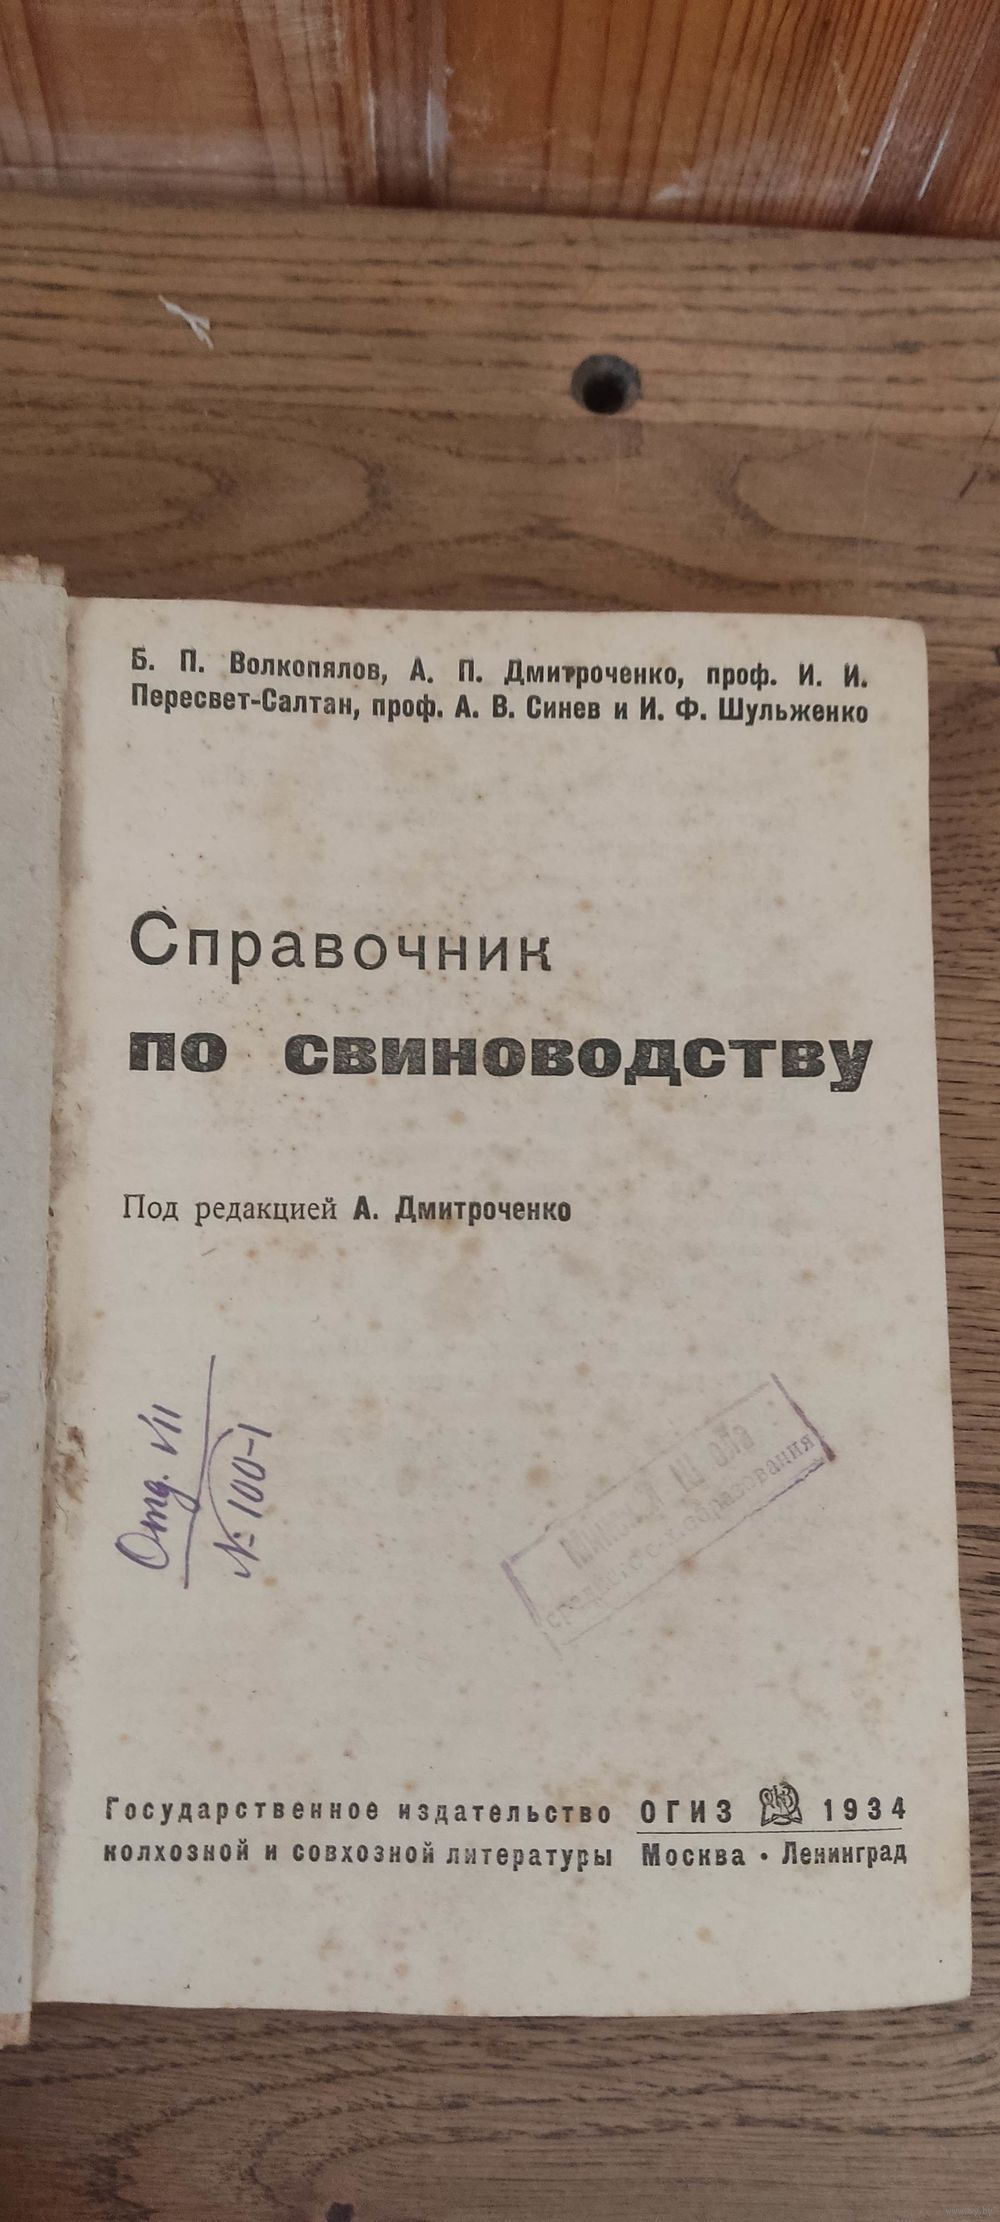 Б. П. Волкопялов, А. П. Дмитроченко, проф. И. И.
Пересвет-Салтан, проф. А. В. Синев и И. Ф. Шульженко
Справочник
по свиноводству
Под редакцией А. Дмитроченко
Отд. VII
№ 100-1
образования
Государственное издательство ОГИЗ 1934
колхозной и совхозной литературы Москва • Ленинград